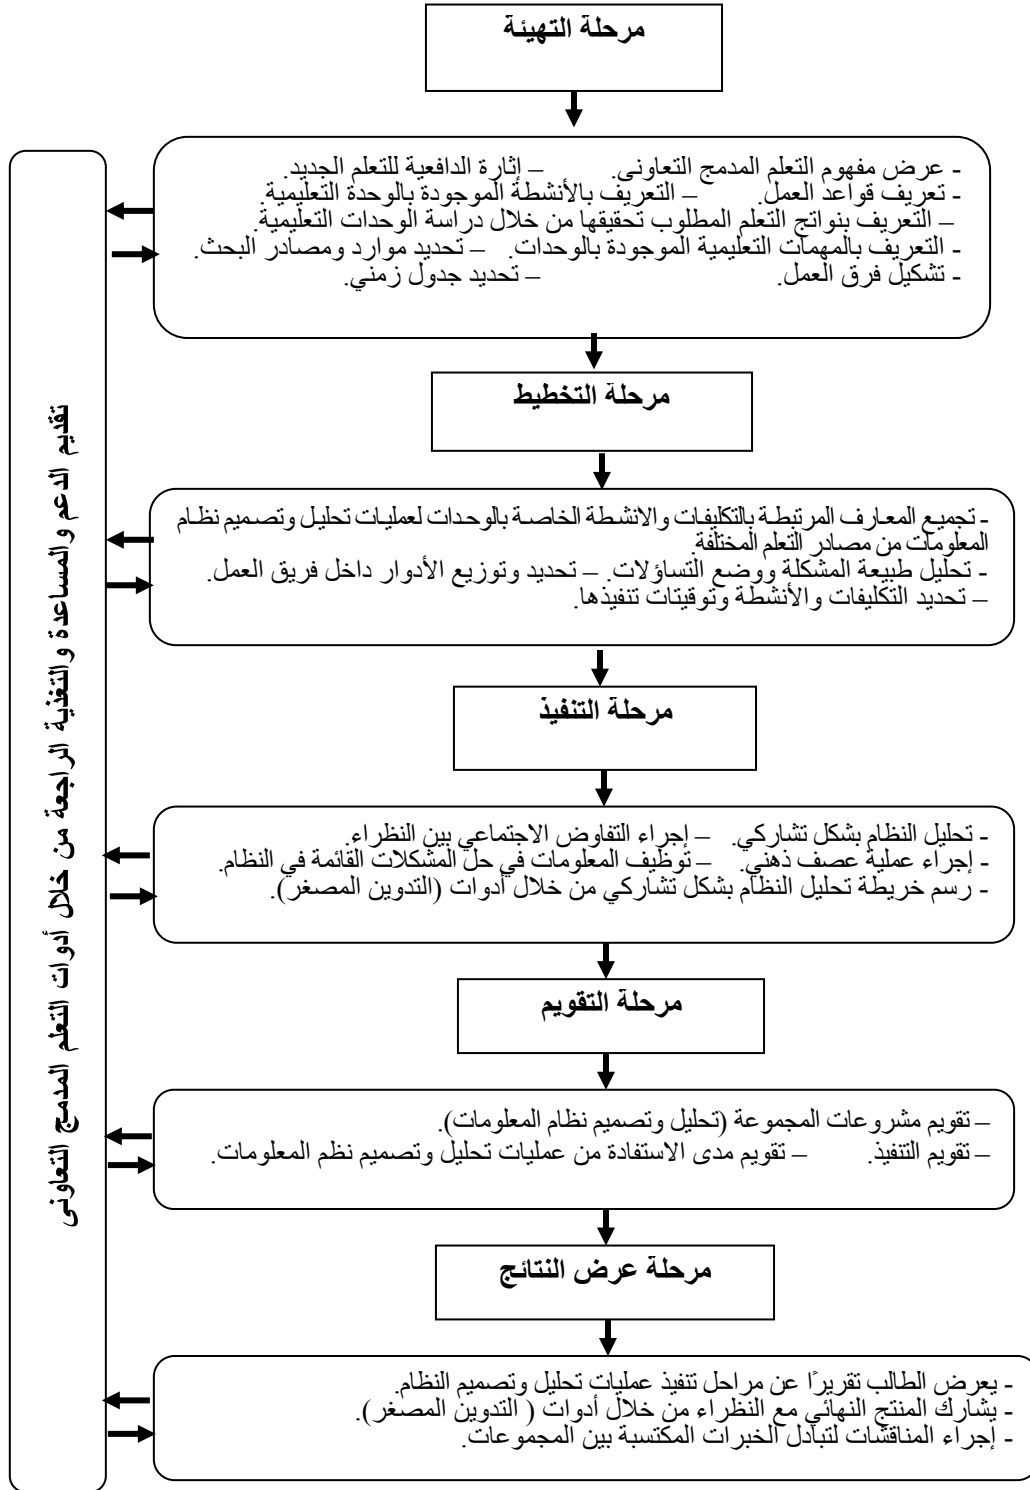 مرحلة التهيئة
- عرض مفهوم التعلم المدمج التعاونى. – إثارة الدافعية للتعلم الجديد.
- تعريف قواعد العمل. – التعريف بالأنشطة الموجودة بالوحدة التعليمية.
– التعريف بنواتج التعلم المطلوب تحقيقها من خلال دراسة الوحدات التعليمية.
- التعريف بالمهمات التعليمية الموجودة بالوحدات. – تحديد موارد ومصادر البحث.
- تشكيل فرق العمل. – تحديد جدول زمني.
مرحلة التخطيط
- تجميع المعارف المرتبطة بالتكليفات والانشطة الخاصة بالوحدات لعمليات تحليل وتصميم نظام
المعلومات من مصادر التعلم المختلفة.
- تحليل طبيعة المشكلة ووضع التساؤلات. – تحديد وتوزيع الأدوار داخل فريق العمل.
– تحديد التكليفات والأنشطة وتوقيتات تنفيذها.
مرحلة التنفيذ
- تحليل النظام بشكل تشاركي. – إجراء التفاوض الاجتماعي بين النظراء.
- إجراء عملية عصف ذهني. – توظيف المعلومات في حل المشكلات القائمة في النظام.
- رسم خريطة تحليل النظام بشكل تشاركي من خلال أدوات (التدوين المصغر).
مرحلة التقويم
– تقويم مشروعات المجموعة (تحليل وتصميم نظام المعلومات).
– تقويم التنفيذ. – تقويم مدى الاستفادة من عمليات تحليل وتصميم نظم المعلومات.
مرحلة عرض النتائج
- يعرض الطالب تقريرًا عن مراحل تنفيذ عمليات تحليل وتصميم النظام.
- يشارك المنتج النهائي مع النظراء من خلال أدوات ( التدوين المصغر).
- إجراء المناقشات لتبادل الخبرات المكتسبة بين المجموعات.
تقديم الدعم والمساعدة والتغذية الراجعة من خلال أدوات التعلم المدمج التعاونى